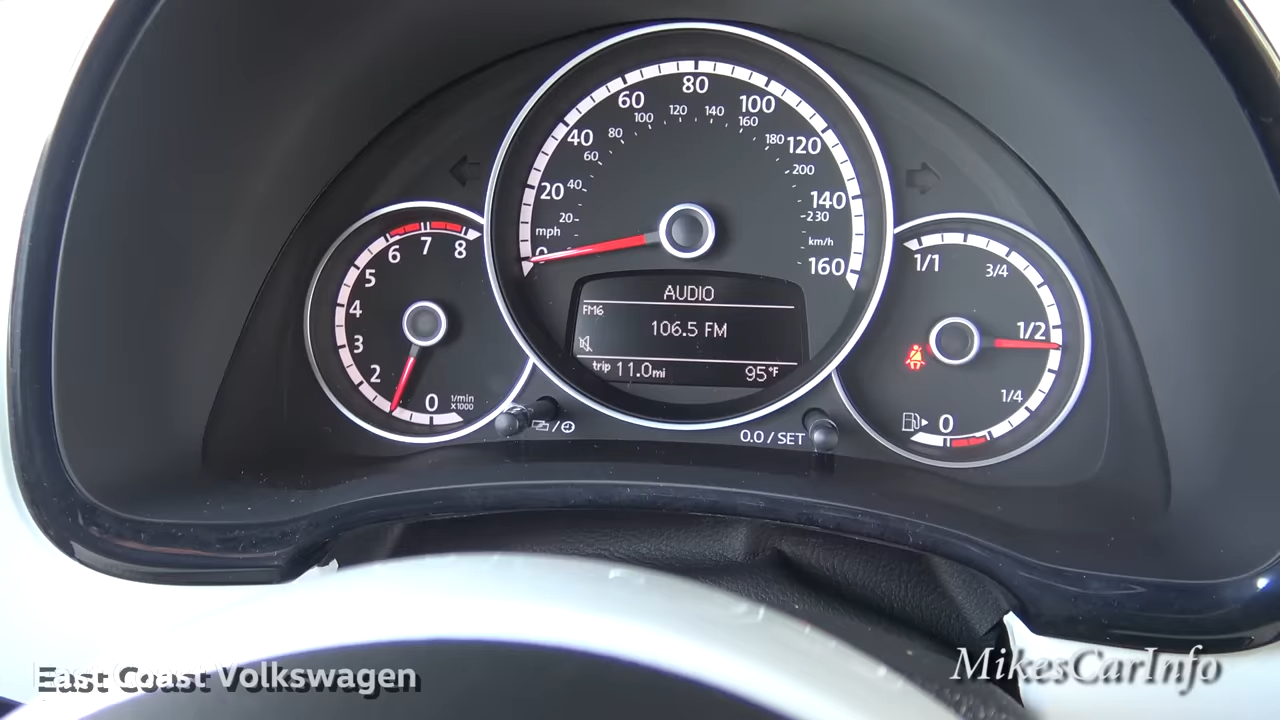 80
60
100
120
140
40
100
160
80
180
120
60
200
20
40
140
20
230
mph
km/h
0
160
5
6
7
8
4
3
2
0
1/min
x1000
1/1
3/4
1/2
1/4
0
AUDIO
FM6
106.5 FM
trip 11.0mi
95°F
/
0.0 / SET
East Coast Volkswagen
MikesCarInfo